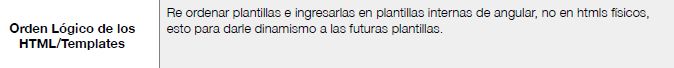 Orden Lógico de los
HTML/Templates
Re ordenar plantillas e ingresarlas en plantillas internas de angular, no en htmls físicos,
esto para darle dinamismo a las futuras plantillas.